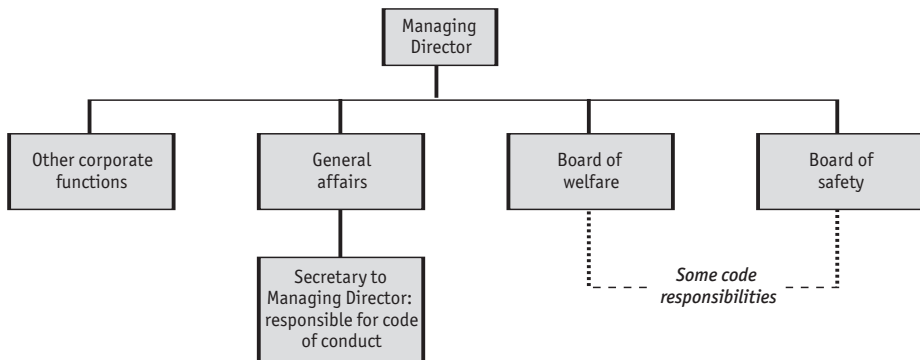 Managing
Director
Other corporate
functions
General
affairs
Board of
welfare
Board of
safety
Secretary to
Managing Director:
responsible for code
of conduct
Some code
responsibilities